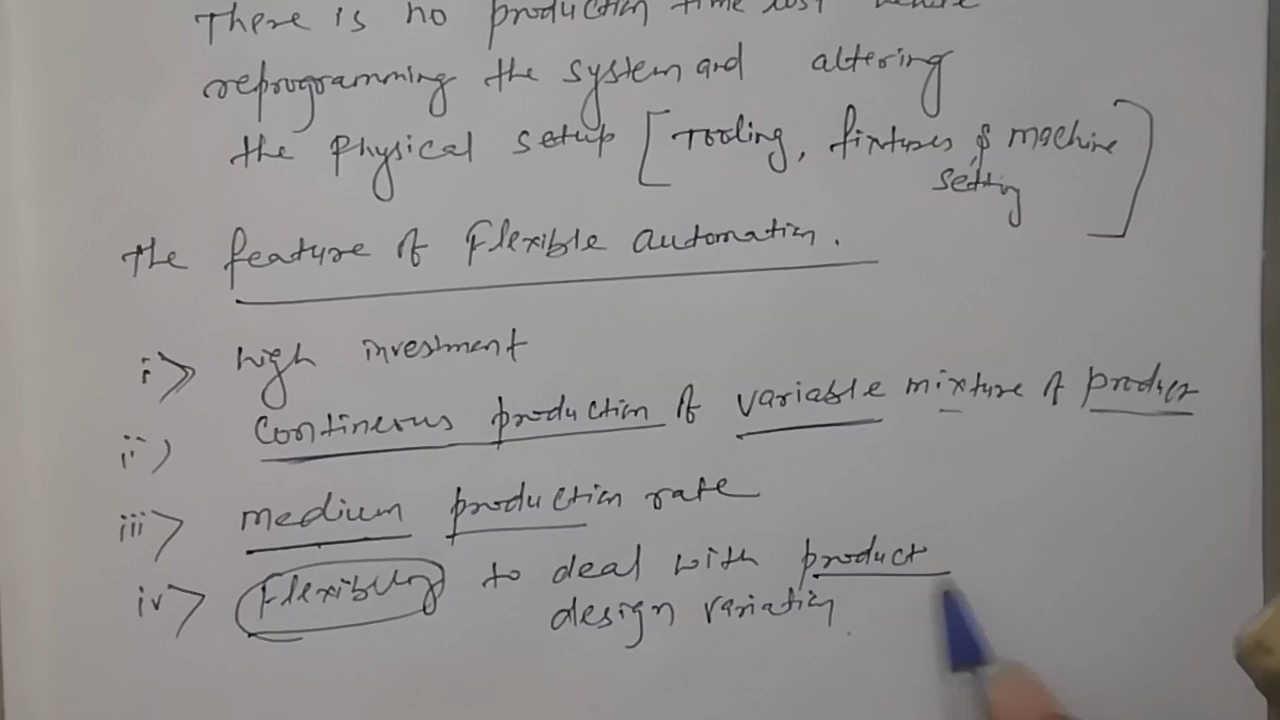 There is no production time lost
reprogramming the system and altering
the physical setup [Tooling, fixtures & machine
setting]
The feature of Flexible automation.
i) high investment
ii) Continerous production of variable mixture of product
iii) medium production rate
iv) Flexibility to deal with product
design variation